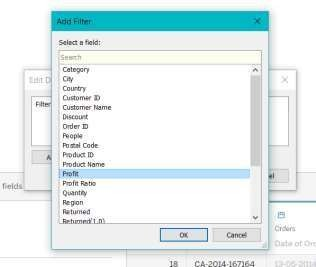 Add Filter
Select a field:
Search
Category
City
Country
Customer ID
Customer Name
Discount
Order ID
People
Postal Code
Product ID
Product Name
Profit
Profit Ratio
Quantity
Region
Returned
Returned(1.0)
OK
Cancel
Edit D
Filter
A
el
fields
Orders
Date of Ord
18 CA-2014-167164 13-05-2014